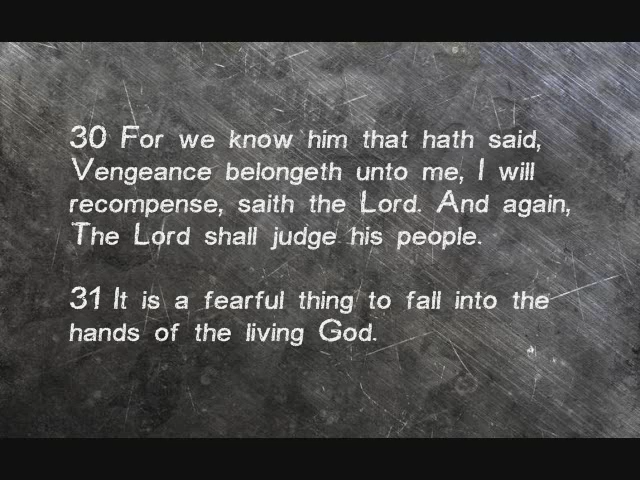 30 For we know him that hath said,
Vengeance belongeth unto me, I will
recompense, saith the Lord. And again,
The Lord shall judge his people.
31 It is a fearful thing to fall into the
hands of the living God.